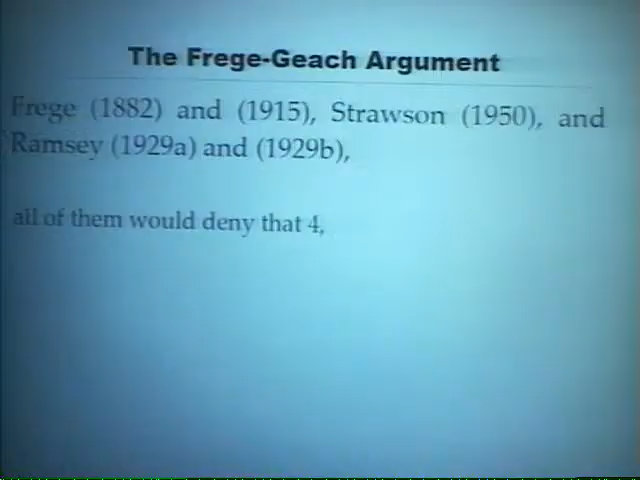 The Frege-Geach Argument
Frege (1882) and (1915), Strawson (1950), and
Ramsey (1929a) and (1929b),
all of them would deny that 4,